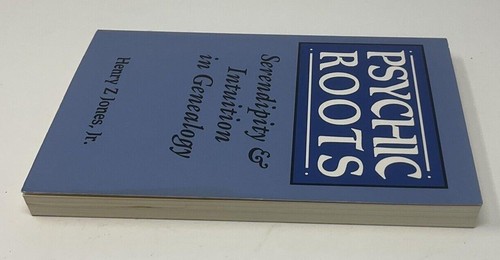 PSYCHIC
ROOTS
Serendipity &
Intuition
in Genealogy
Henry Z Jones, Jr.